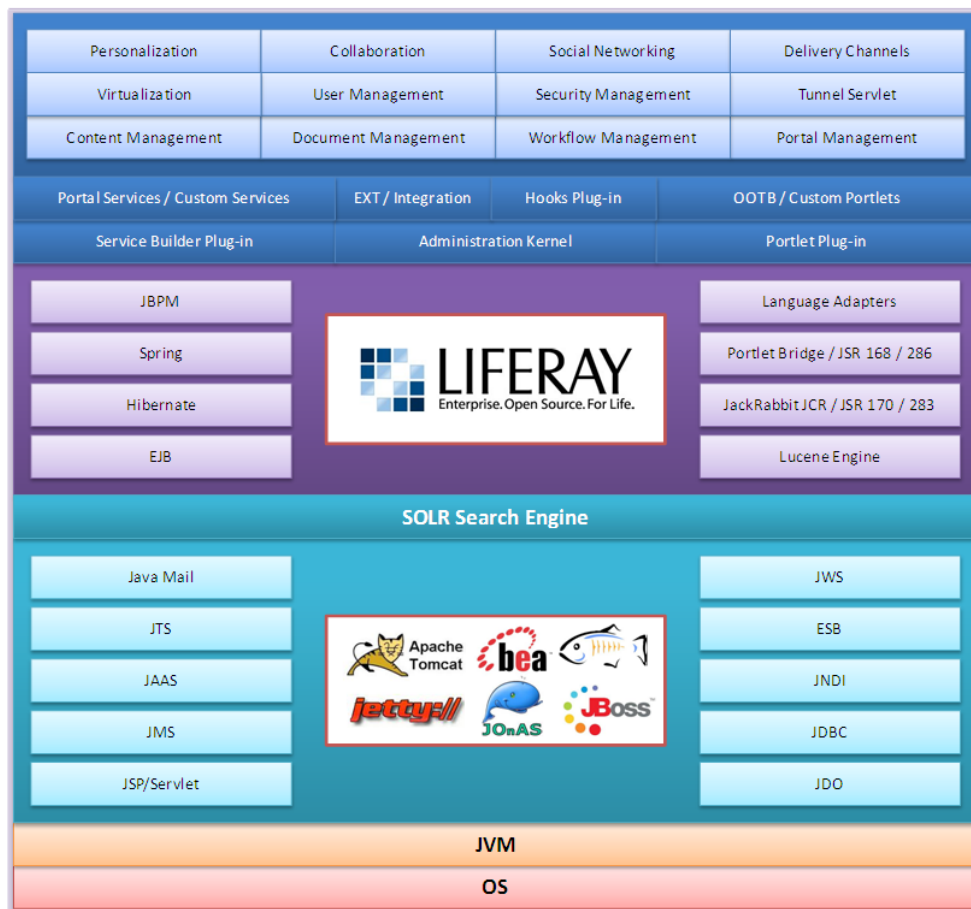 Personalization
Collaboration
Social Networking
Delivery Channels
Virtualization
User Management
Security Management
Tunnel Servlet
Content Management
Document Management
Workflow Management
Portal Management
Portal Services / Custom Services
EXT / Integration
Hooks Plug-in
OOTB / Custom Portlets
Service Builder Plug-in
Administration Kernel
Portlet Plug-in
JBPM
Spring
Hibernate
EJB
LIFERAY
Enterprise. Open Source. For Life.
Language Adapters
Portlet Bridge / JSR 168 / 286
JackRabbit JCR / JSR 170 / 283
Lucene Engine
SOLR Search Engine
Java Mail
JTS
JAAS
JMS
JSP/Servlet
Apache
Tomcat
bea
jetty://
JOnAS
JBoss
JWS
ESB
JNDI
JDBC
JDO
JVM
OS